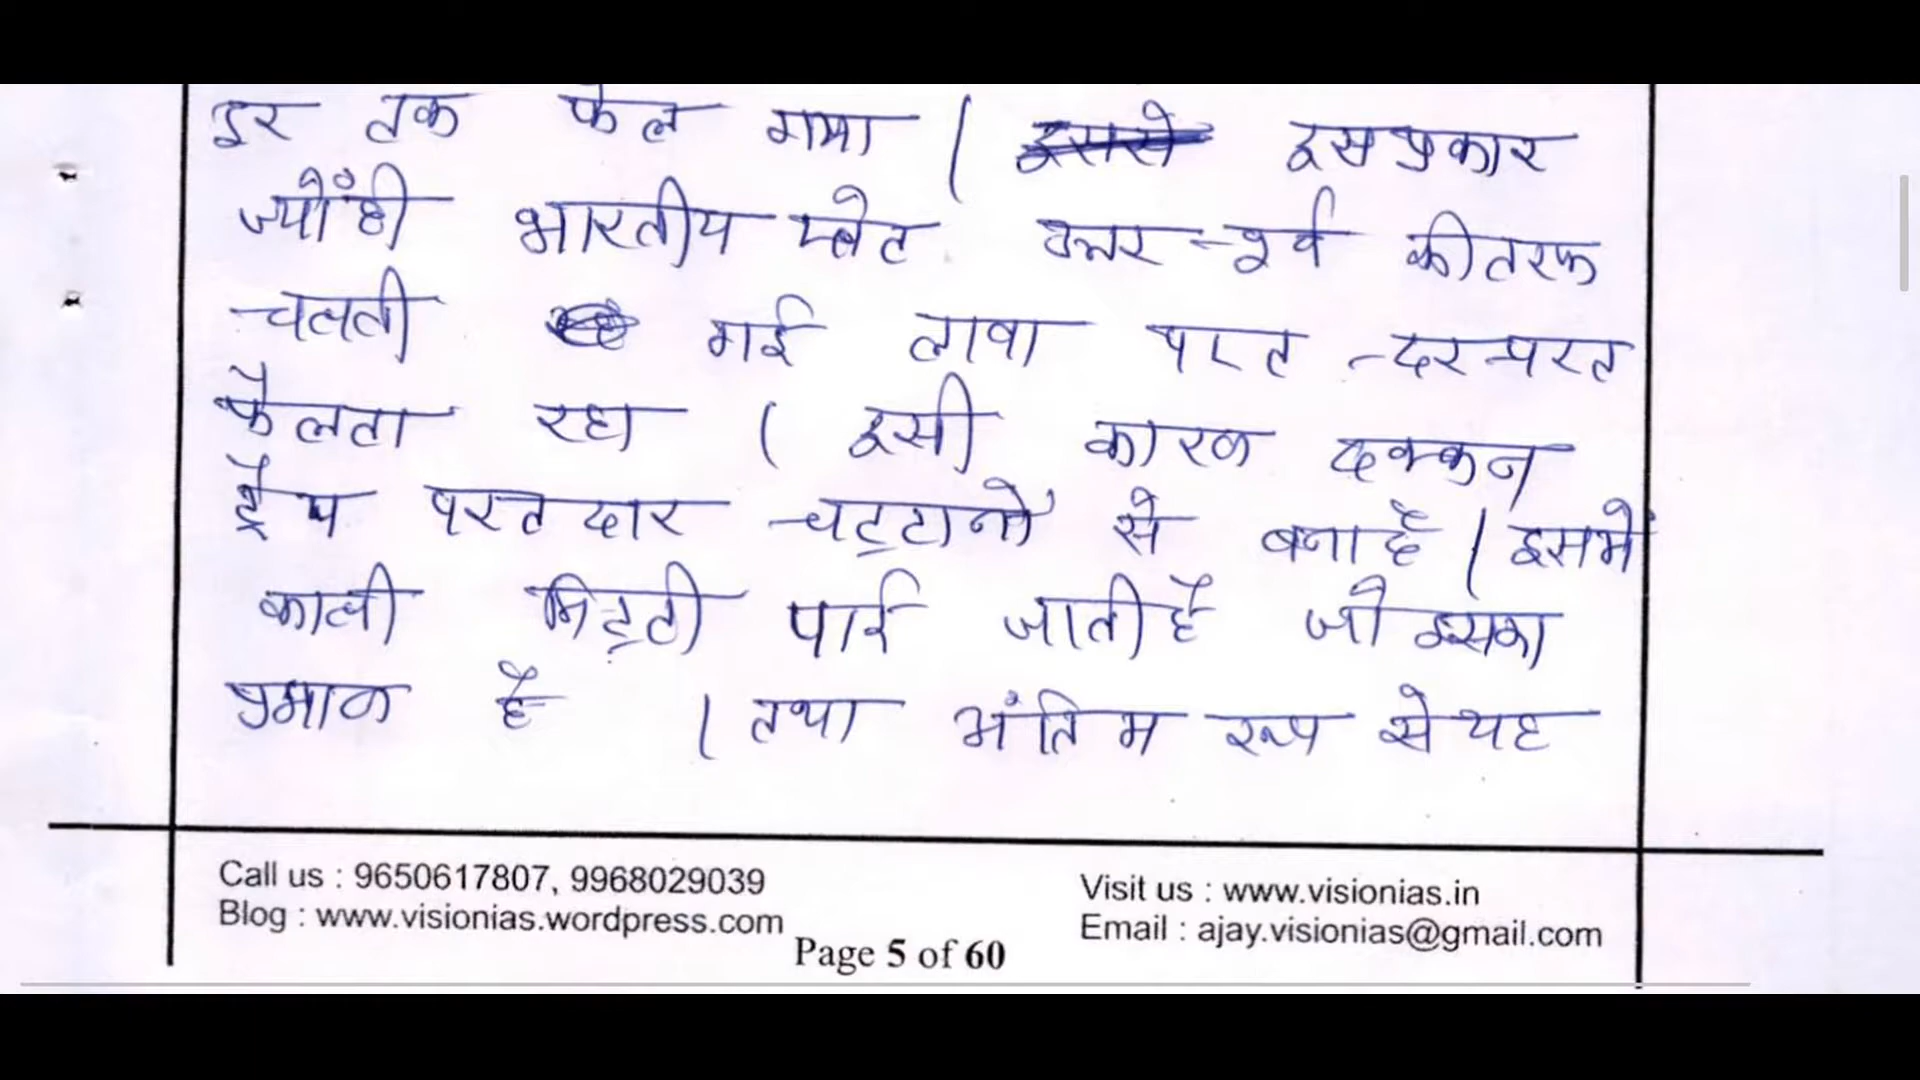 दूर तक फैल गया | इसप्रकार
ज्योंही भारतीय प्लेट उत्तर-पूर्व की तरफ
चलती गई लावा परत-दर-परत
फैलता रहा | इसी कारण दक्कन
ट्रैप परतदार चट्टानों से बना है | इसमें
काली मिट्टी पाई जाती है जो इसका
प्रमाण है | तथा अंतिम रूप से यह
Call us : 9650617807, 9968029039
Visit us : www.visionias.in
Blog : www.visionias.wordpress.com
Email : ajay.visionias@gmail.com
Page 5 of 60